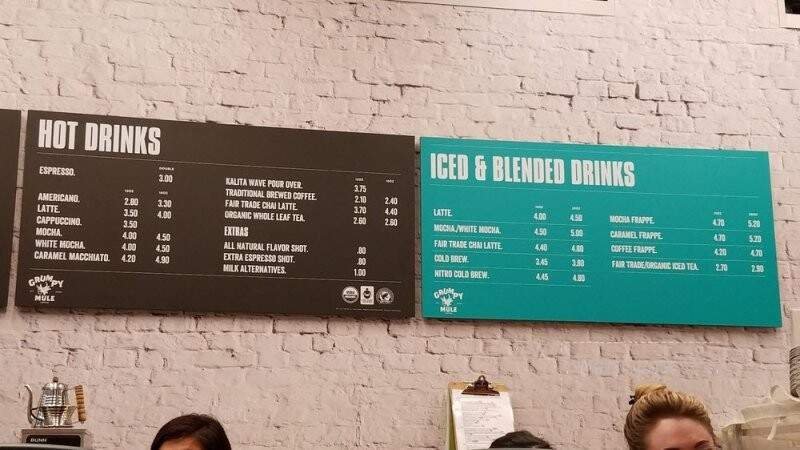 HOT DRINKS
DOUBLE
ESPRESSO. 3.00
12OZ 16OZ
AMERICANO. 2.80 3.30
LATTE. 3.50 4.00
CAPPUCCINO. 3.50
MOCHA. 4.00 4.50
WHITE MOCHA. 4.00 4.50
CARAMEL MACCHIATO. 4.20 4.90
12OZ 16OZ
KALITA WAVE POUR OVER. 3.75
TRADITIONAL BREWED COFFEE. 2.10 2.40
FAIR TRADE CHAI LATTE. 3.70 4.40
ORGANIC WHOLE LEAF TEA. 2.60 2.80
EXTRAS
ALL NATURAL FLAVOR SHOT. .80
EXTRA ESPRESSO SHOT. .80
MILK ALTERNATIVES. 1.00
GRUMPY
MULE
ICED & BLENDED DRINKS
LATTE. 4.00 4.50
MOCHA/WHITE MOCHA. 4.50 5.00
FAIR TRADE CHAI LATTE. 4.40 4.80
COLD BREW. 3.45 3.80
NITRO COLD BREW. 4.45 4.80
MOCHA FRAPPE. 4.70 5.20
CARAMEL FRAPPE. 4.70 5.20
COFFEE FRAPPE. 4.20 4.70
FAIR TRADE/ORGANIC ICED TEA. 2.70 2.90
GRUMPY
MULE
BUNN